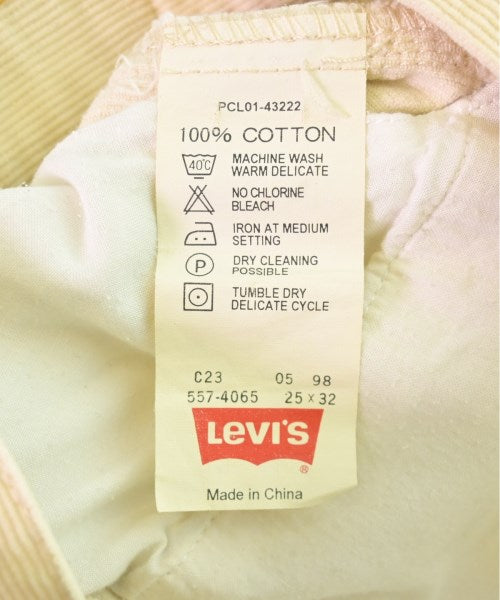 PCL01-43222
100% COTTON
40°C
MACHINE WASH
WARM DELICATE
NO CHLORINE
BLEACH
IRON AT MEDIUM
SETTING
P
DRY CLEANING
POSSIBLE
TUMBLE DRY
DELICATE CYCLE
C23 05 98
557-4065 25 x 32
LEVI'S
®
Made in China